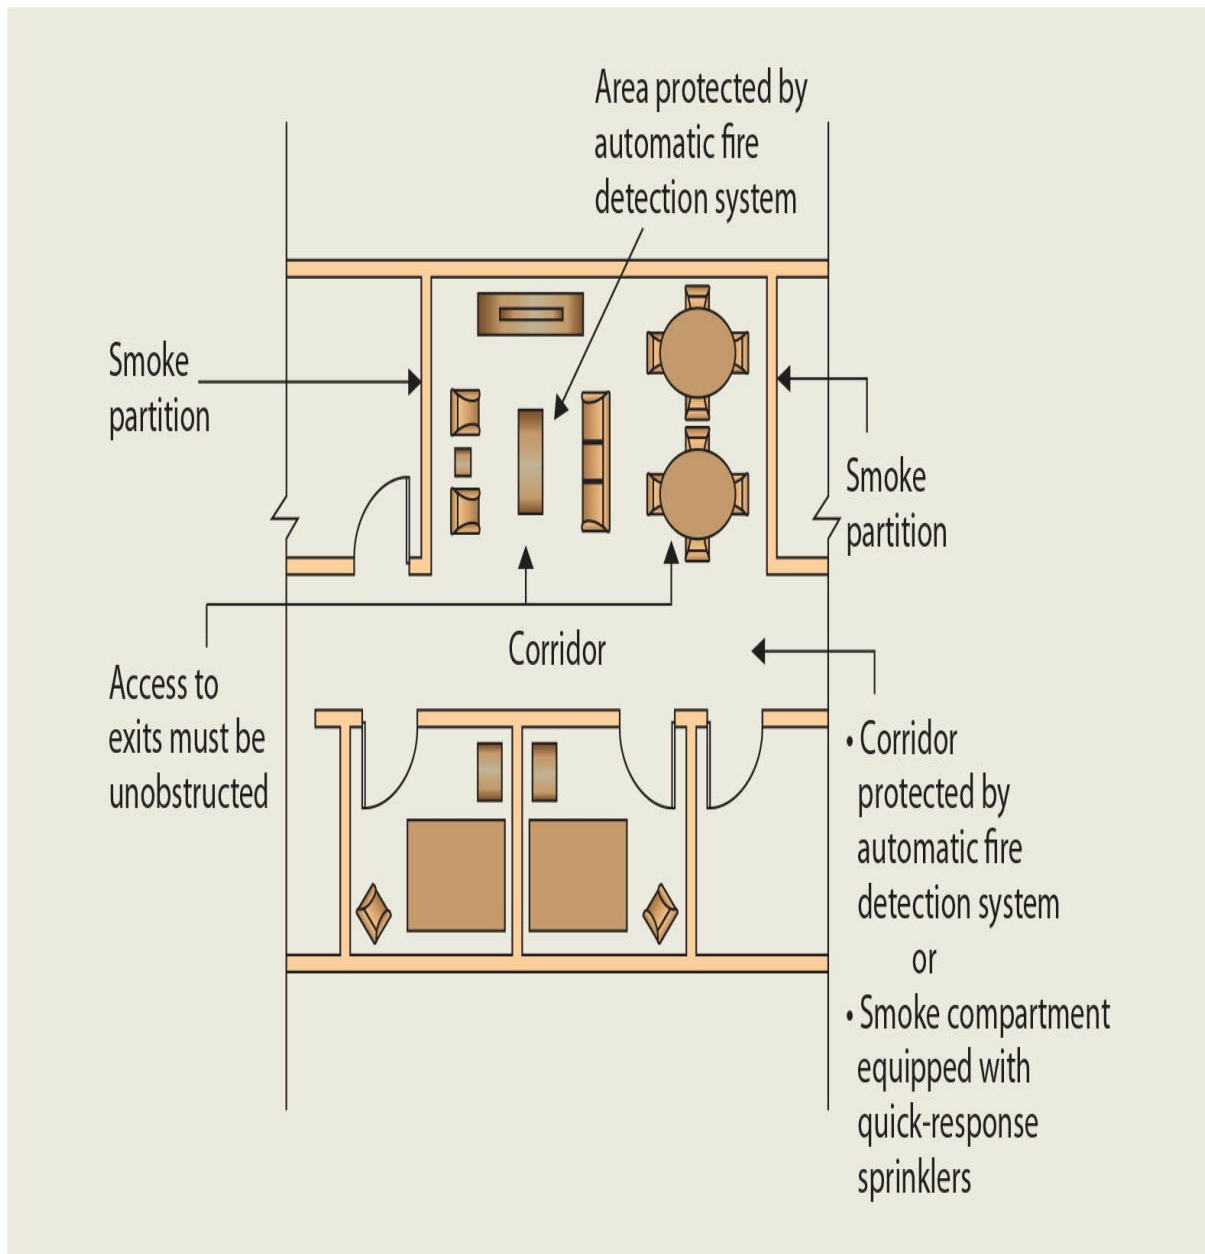 Area protected by
automatic fire
detection system
Smoke
partition
Smoke
partition
Corridor
Access to
exits must be
unobstructed
• Corridor
protected by
automatic fire
detection system
or
• Smoke compartment
equipped with
quick-response
sprinklers